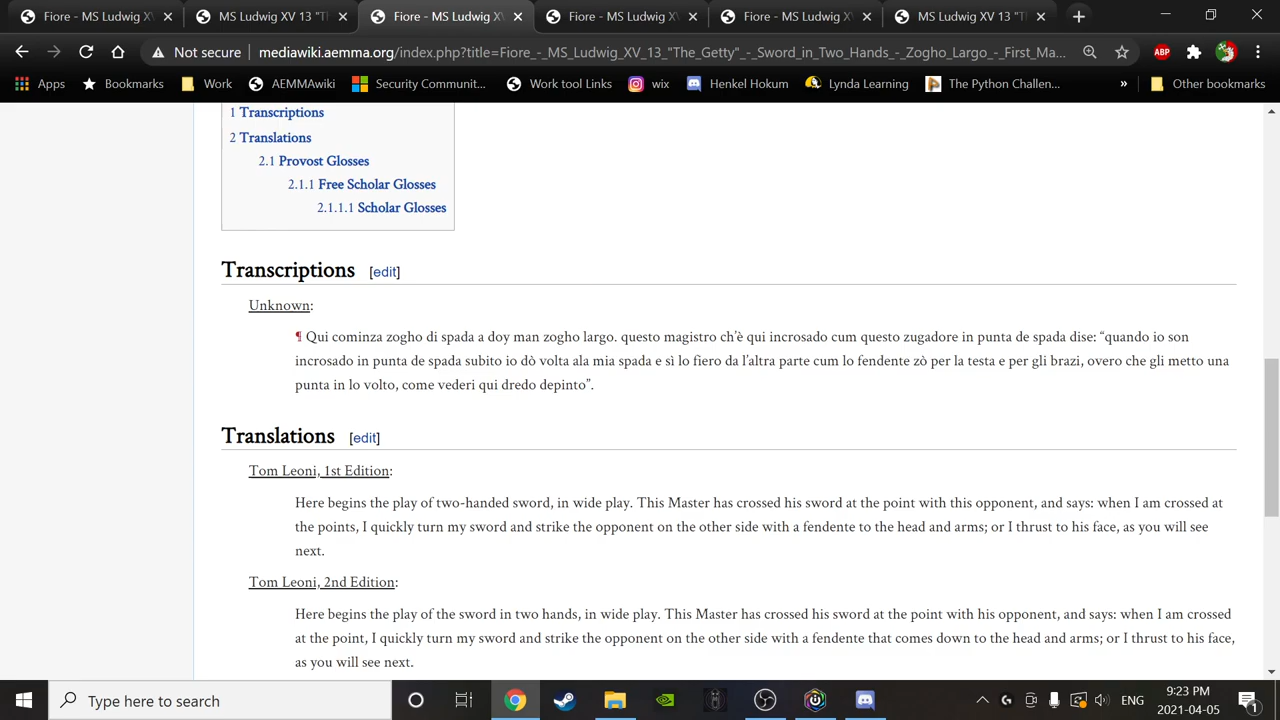 Fiore - MS Ludwig X
MS Ludwig XV 13 "T
Fiore - MS Ludwig XV
Fiore - MS Ludwig XV
Fiore - MS Ludwig XV
MS Ludwig XV 13 "T
Not secure mediawiki.aemma.org/index.php?title=Fiore_-_MS_Ludwig_XV_13_"The_Getty"_-_Sword_in_Two_Hands_-_Zogho_Largo_-_First_Ma...
ABP
Apps Bookmarks Work AEMMAwiki Security Community... Work tool Links wix Henkel Hokum Lynda Learning The Python Challen... » Other bookmarks
1 Transcriptions
2 Translations
2.1 Provost Glosses
2.1.1 Free Scholar Glosses
2.1.1.1 Scholar Glosses
Transcriptions [edit]
Unknown:
¶ Qui cominza zogho di spada a doy man zogho largo. questo magistro ch’è qui incrosado cum questo zugadore in punta de spada dise: “quando io son
incrosado in punta de spada subito io dò volta ala mia spada e sì lo fiero da l’altra parte cum lo fendente zò per la testa e per gli brazi, overo che gli metto una
punta in lo volto, come vederi qui dredo depinto”.
Translations [edit]
Tom Leoni, 1st Edition:
Here begins the play of two-handed sword, in wide play. This Master has crossed his sword at the point with this opponent, and says: when I am crossed at
the points, I quickly turn my sword and strike the opponent on the other side with a fendente to the head and arms; or I thrust to his face, as you will see
next.
Tom Leoni, 2nd Edition:
Here begins the play of the sword in two hands, in wide play. This Master has crossed his sword at the point with his opponent, and says: when I am crossed
at the point, I quickly turn my sword and strike the opponent on the other side with a fendente that comes down to the head and arms; or I thrust to his face,
as you will see next.
Type here to search
ENG
9:23 PM
2021-04-05
1